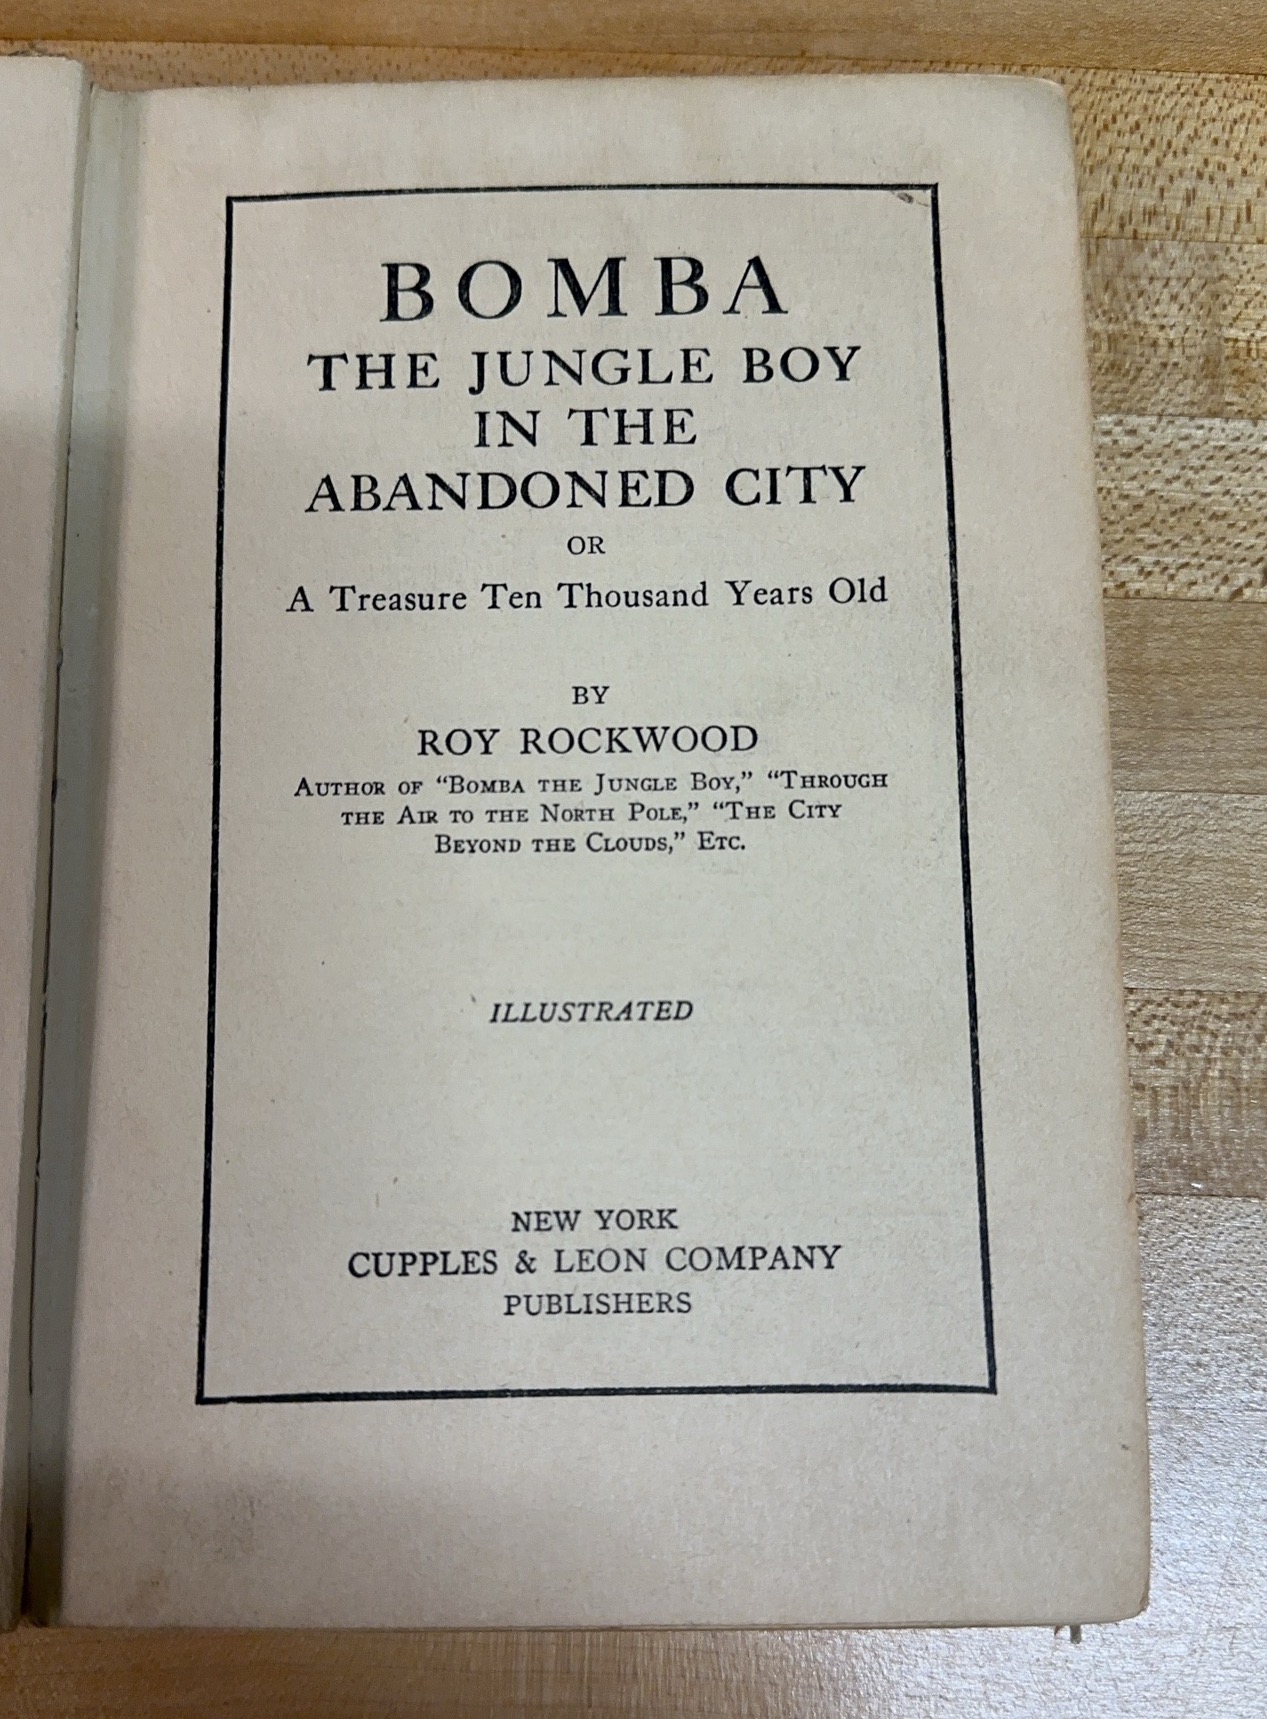 BOMBA
THE JUNGLE BOY
IN THE
ABANDONED CITY
OR
A Treasure Ten Thousand Years Old
BY
ROY ROCKWOOD
AUTHOR OF “BOMBA THE JUNGLE BOY,” “THROUGH
THE AIR TO THE NORTH POLE,” “THE CITY
BEYOND THE CLOUDS,” ETC.
ILLUSTRATED
NEW YORK
CUPPLES & LEON COMPANY
PUBLISHERS